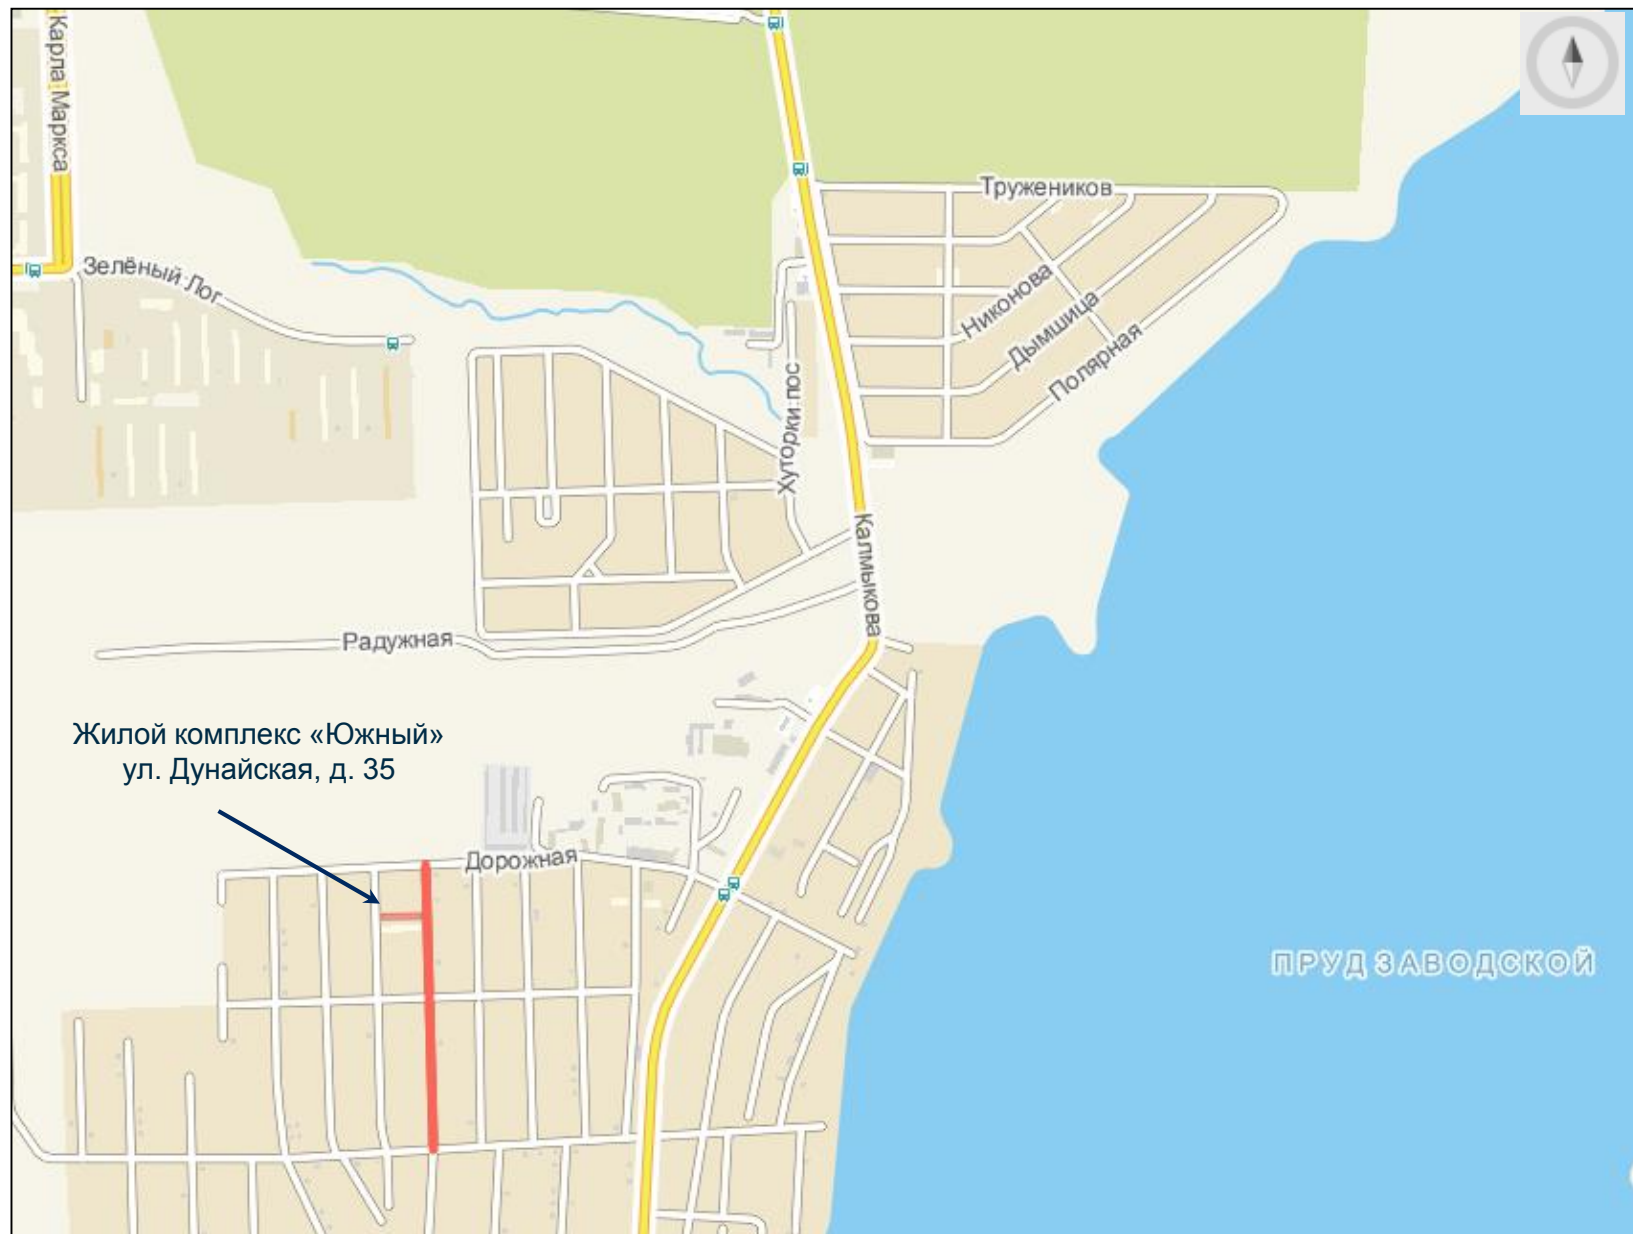 Карла Маркса
Тружеников
Зелёный Лог
Никонова
Дымшица
Полярная
Хуторки пос
Калмыкова
Радужная
Жилой комплекс «Южный»
ул. Дунайская, д. 35
Дорожная
ПРУД ЗАВОДСКОЙ